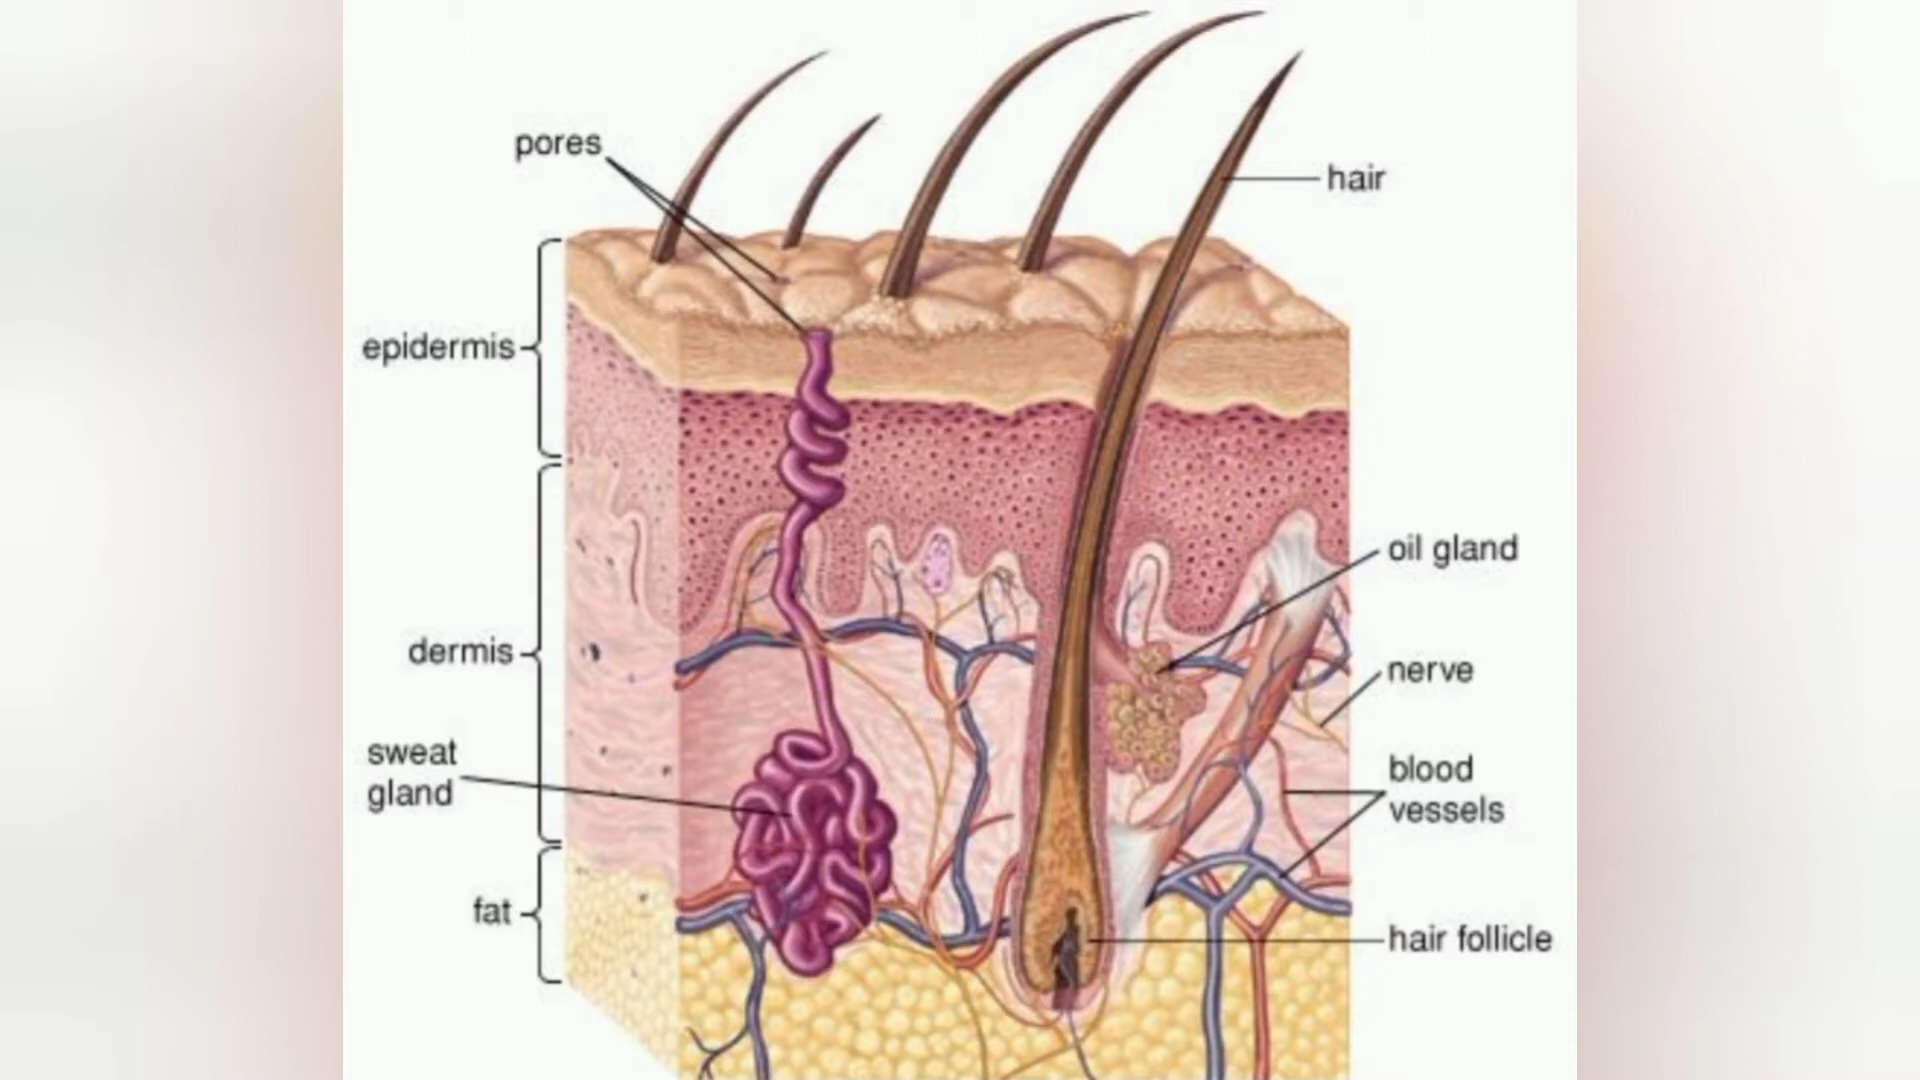 pores
hair
epidermis
oil gland
dermis
nerve
sweat
gland
blood
vessels
fat
hair follicle